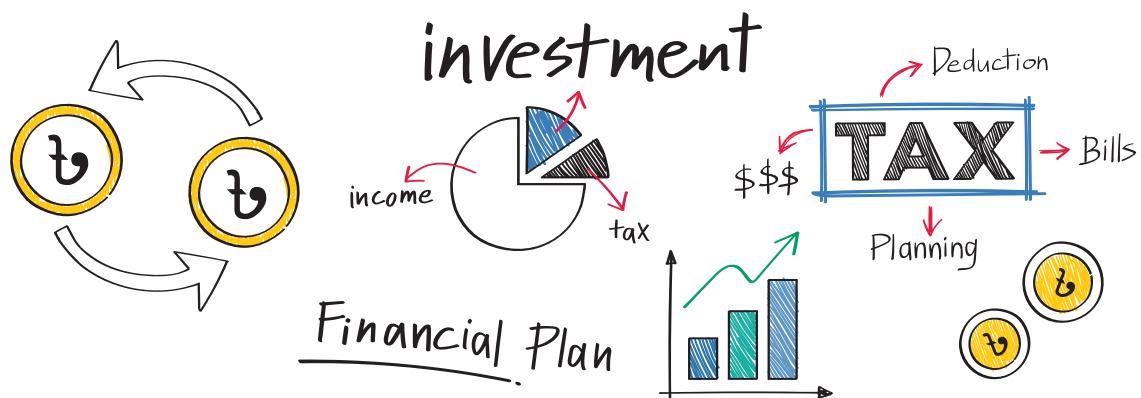 ৳
৳
investment
income
tax
Financial Plan
Deduction
TAX
$$$
Bills
Planning
৳
৳